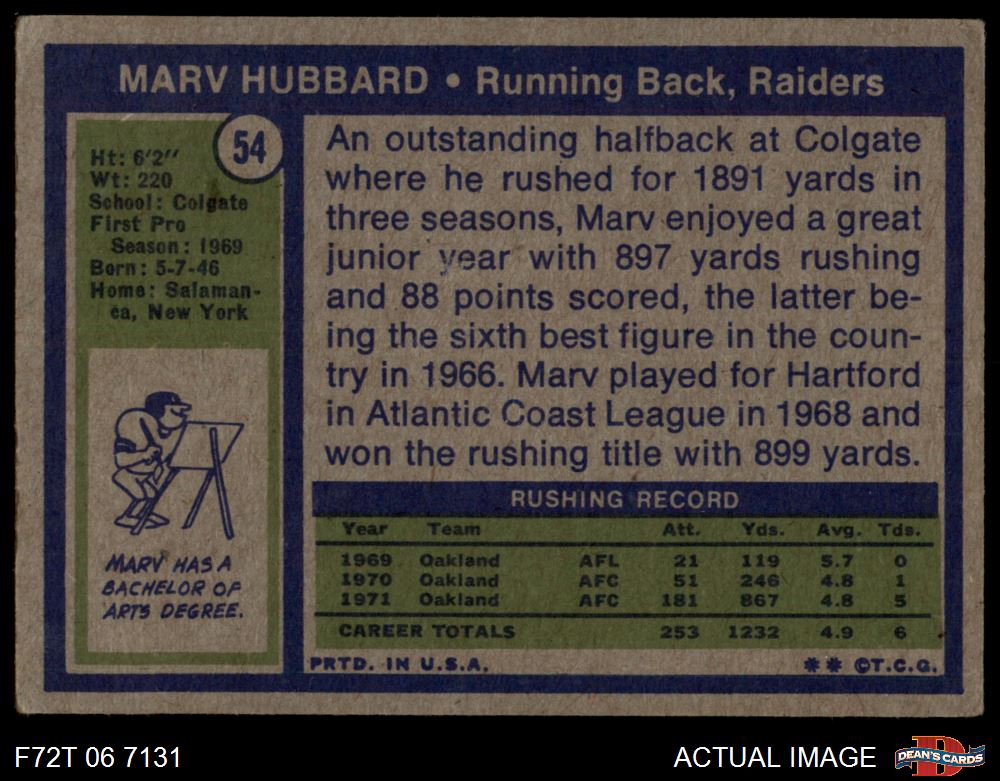 MARV HUBBARD • Running Back, Raiders
54
Ht: 6'2"
Wt: 220
School: Colgate
First Pro
Season: 1969
Born: 5-7-46
Home: Salaman-
ca, New York
MARV HAS A
BACHELOR OF
ARTS DEGREE.
An outstanding halfback at Colgate
where he rushed for 1891 yards in
three seasons, Marv enjoyed a great
junior year with 897 yards rushing
and 88 points scored, the latter be-
ing the sixth best figure in the coun-
try in 1966. Marv played for Hartford
in Atlantic Coast League in 1968 and
won the rushing title with 899 yards.
RUSHING RECORD
Year Team Att. Yds. Avg. Tds.
1969 Oakland AFL 21 119 5.7 0
1970 Oakland AFC 51 246 4.8 1
1971 Oakland AFC 181 867 4.8 5
CAREER TOTALS 253 1232 4.9 6
PRTD. IN U.S.A. ** ©T.C.G.
F72T 06 7131 ACTUAL IMAGE
DEAN'S CARDS